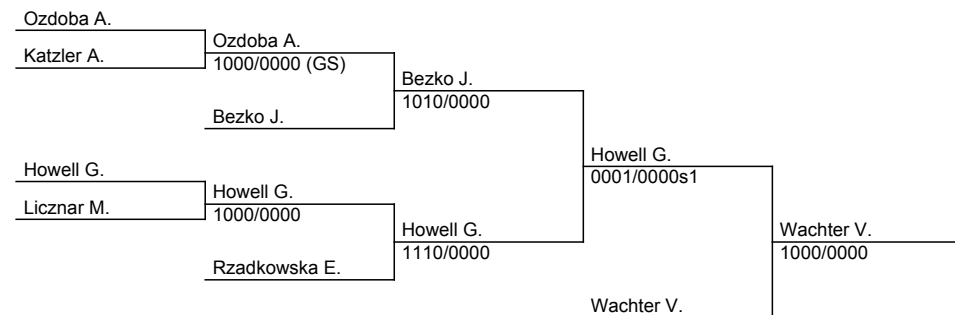 Ozdoba A.
Katzler A.
Ozdoba A.
1000/0000 (GS)
Bezko J.
Bezko J.
1010/0000
Howell G.
Licznar M.
Howell G.
1000/0000
Rzadkowska E.
Howell G.
1110/0000
Howell G.
0001/0000s1
Wachter V.
Wachter V.
1000/0000